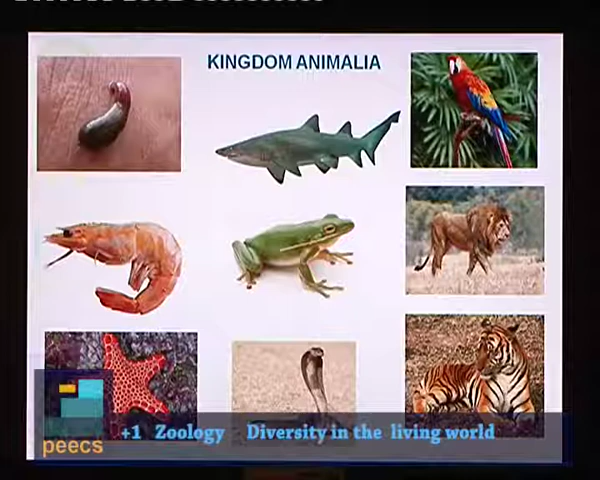 KINGDOM ANIMALIA
peecs
+1 Zoology Diversity in the living world